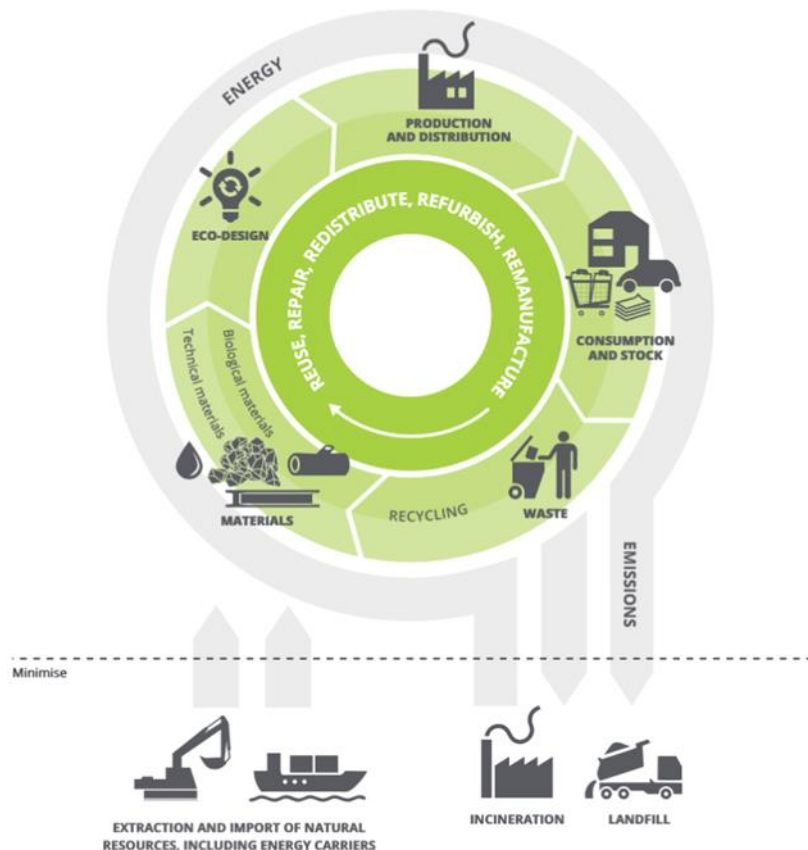 ENERGY
PRODUCTION
AND DISTRIBUTION
ECO-DESIGN
REUSE, REPAIR, REDISTRIBUTE, REFURBISH, REMANUFACTURE
CONSUMPTION
AND STOCK
Technical materials
Biological materials
MATERIALS
RECYCLING
WASTE
EMISSIONS
Minimise
EXTRACTION AND IMPORT OF NATURAL
RESOURCES, INCLUDING ENERGY CARRIERS
INCINERATION
LANDFILL